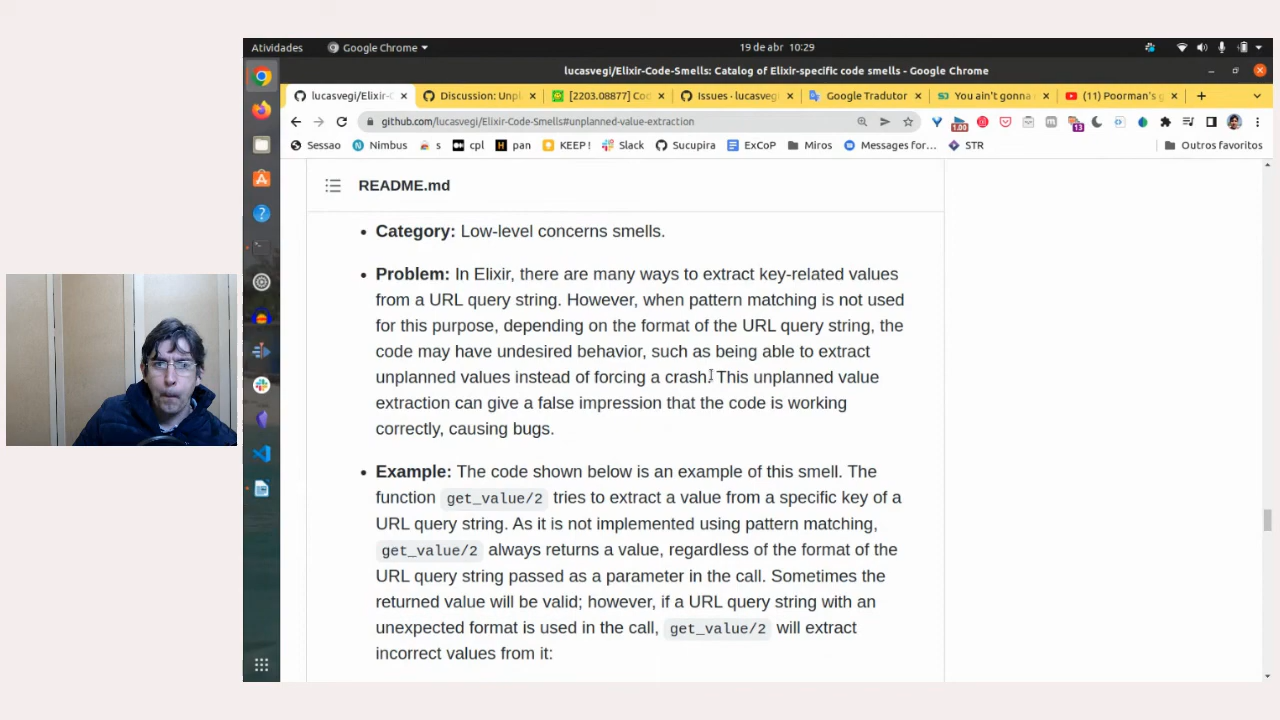 Atividades Google Chrome 19 de abr 10:29
lucasvegi/Elixir-Code-Smells: Catalog of Elixir-specific code smells - Google Chrome
lucasvegi/Elixir-C Discussion: Unpl [2203.08877] Co Issues · lucasvegi Google Tradutor You ain't gonna (11) Poorman's g
github.com/lucasvegi/Elixir-Code-Smells#unplanned-value-extraction 1.00 13
Sessao Nimbus s cpl pan KEEP! Slack Sucupira ExCoP Miros Messages for... STR Outros favoritos
README.md
• Category: Low-level concerns smells.
• Problem: In Elixir, there are many ways to extract key-related values
from a URL query string. However, when pattern matching is not used
for this purpose, depending on the format of the URL query string, the
code may have undesired behavior, such as being able to extract
unplanned values instead of forcing a crash. This unplanned value
extraction can give a false impression that the code is working
correctly, causing bugs.
• Example: The code shown below is an example of this smell. The
function get_value/2 tries to extract a value from a specific key of a
URL query string. As it is not implemented using pattern matching,
get_value/2 always returns a value, regardless of the format of the
URL query string passed as a parameter in the call. Sometimes the
returned value will be valid; however, if a URL query string with an
unexpected format is used in the call, get_value/2 will extract
incorrect values from it: